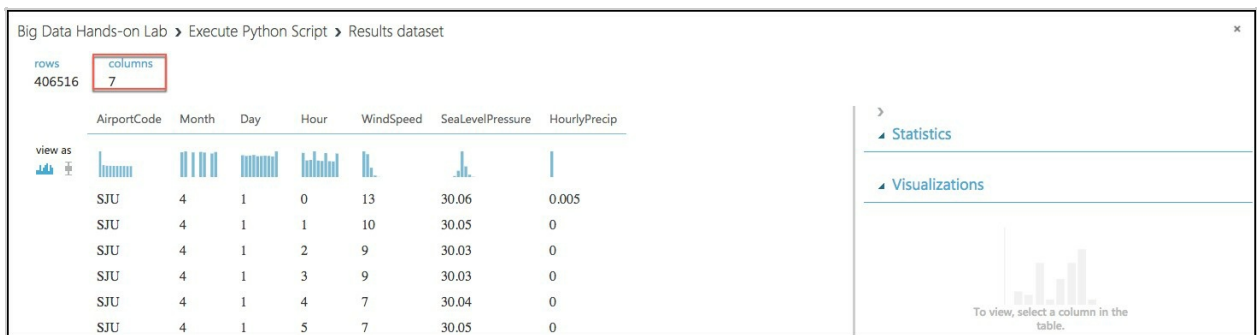 Big Data Hands-on Lab › Execute Python Script › Results dataset ×
rows columns
406516 7
AirportCode Month Day Hour WindSpeed SeaLevelPressure HourlyPrecip
view as
SJU 4 1 0 13 30.06 0.005
SJU 4 1 1 10 30.05 0
SJU 4 1 2 9 30.03 0
SJU 4 1 3 9 30.03 0
SJU 4 1 4 7 30.04 0
SJU 4 1 5 7 30.05 0
Statistics
Visualizations
To view, select a column in the
table.